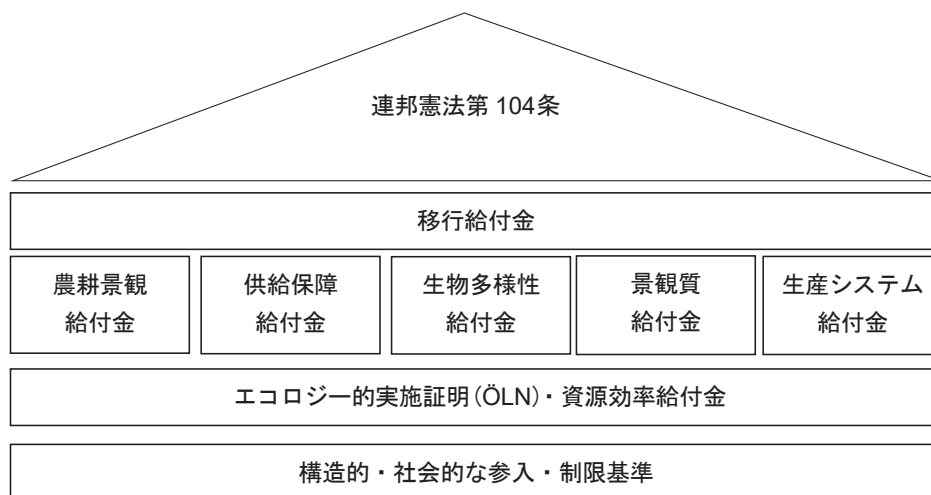 連邦憲法第 104条
移行給付金
農耕景観
給付金
供給保障
給付金
生物多様性
給付金
景観質
給付金
生産システム
給付金
エコロジー的実施証明(ÖLN)・資源効率給付金
構造的・社会的な参入・制限基準